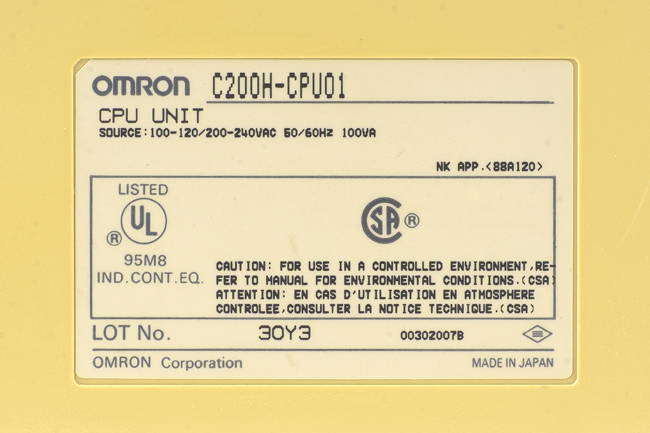 OMRON C200H-CPU01
CPU UNIT
SOURCE:100-120/200-240VAC 50/60Hz 100VA
NK APP.<88A120>
LISTED
UL ®
95M8
IND.CONT.EQ.
SA ®
CAUTION: FOR USE IN A CONTROLLED ENVIRONMENT,RE-
FER TO MANUAL FOR ENVIRONMENTAL CONDITIONS.(CSA)
ATTENTION: EN CAS D'UTILISATION EN ATMOSPHERE
CONTROLEE,CONSULTER LA NOTICE TECHNIQUE.(CSA)
LOT No. 30Y3 00302007B
OMRON Corporation MADE IN JAPAN